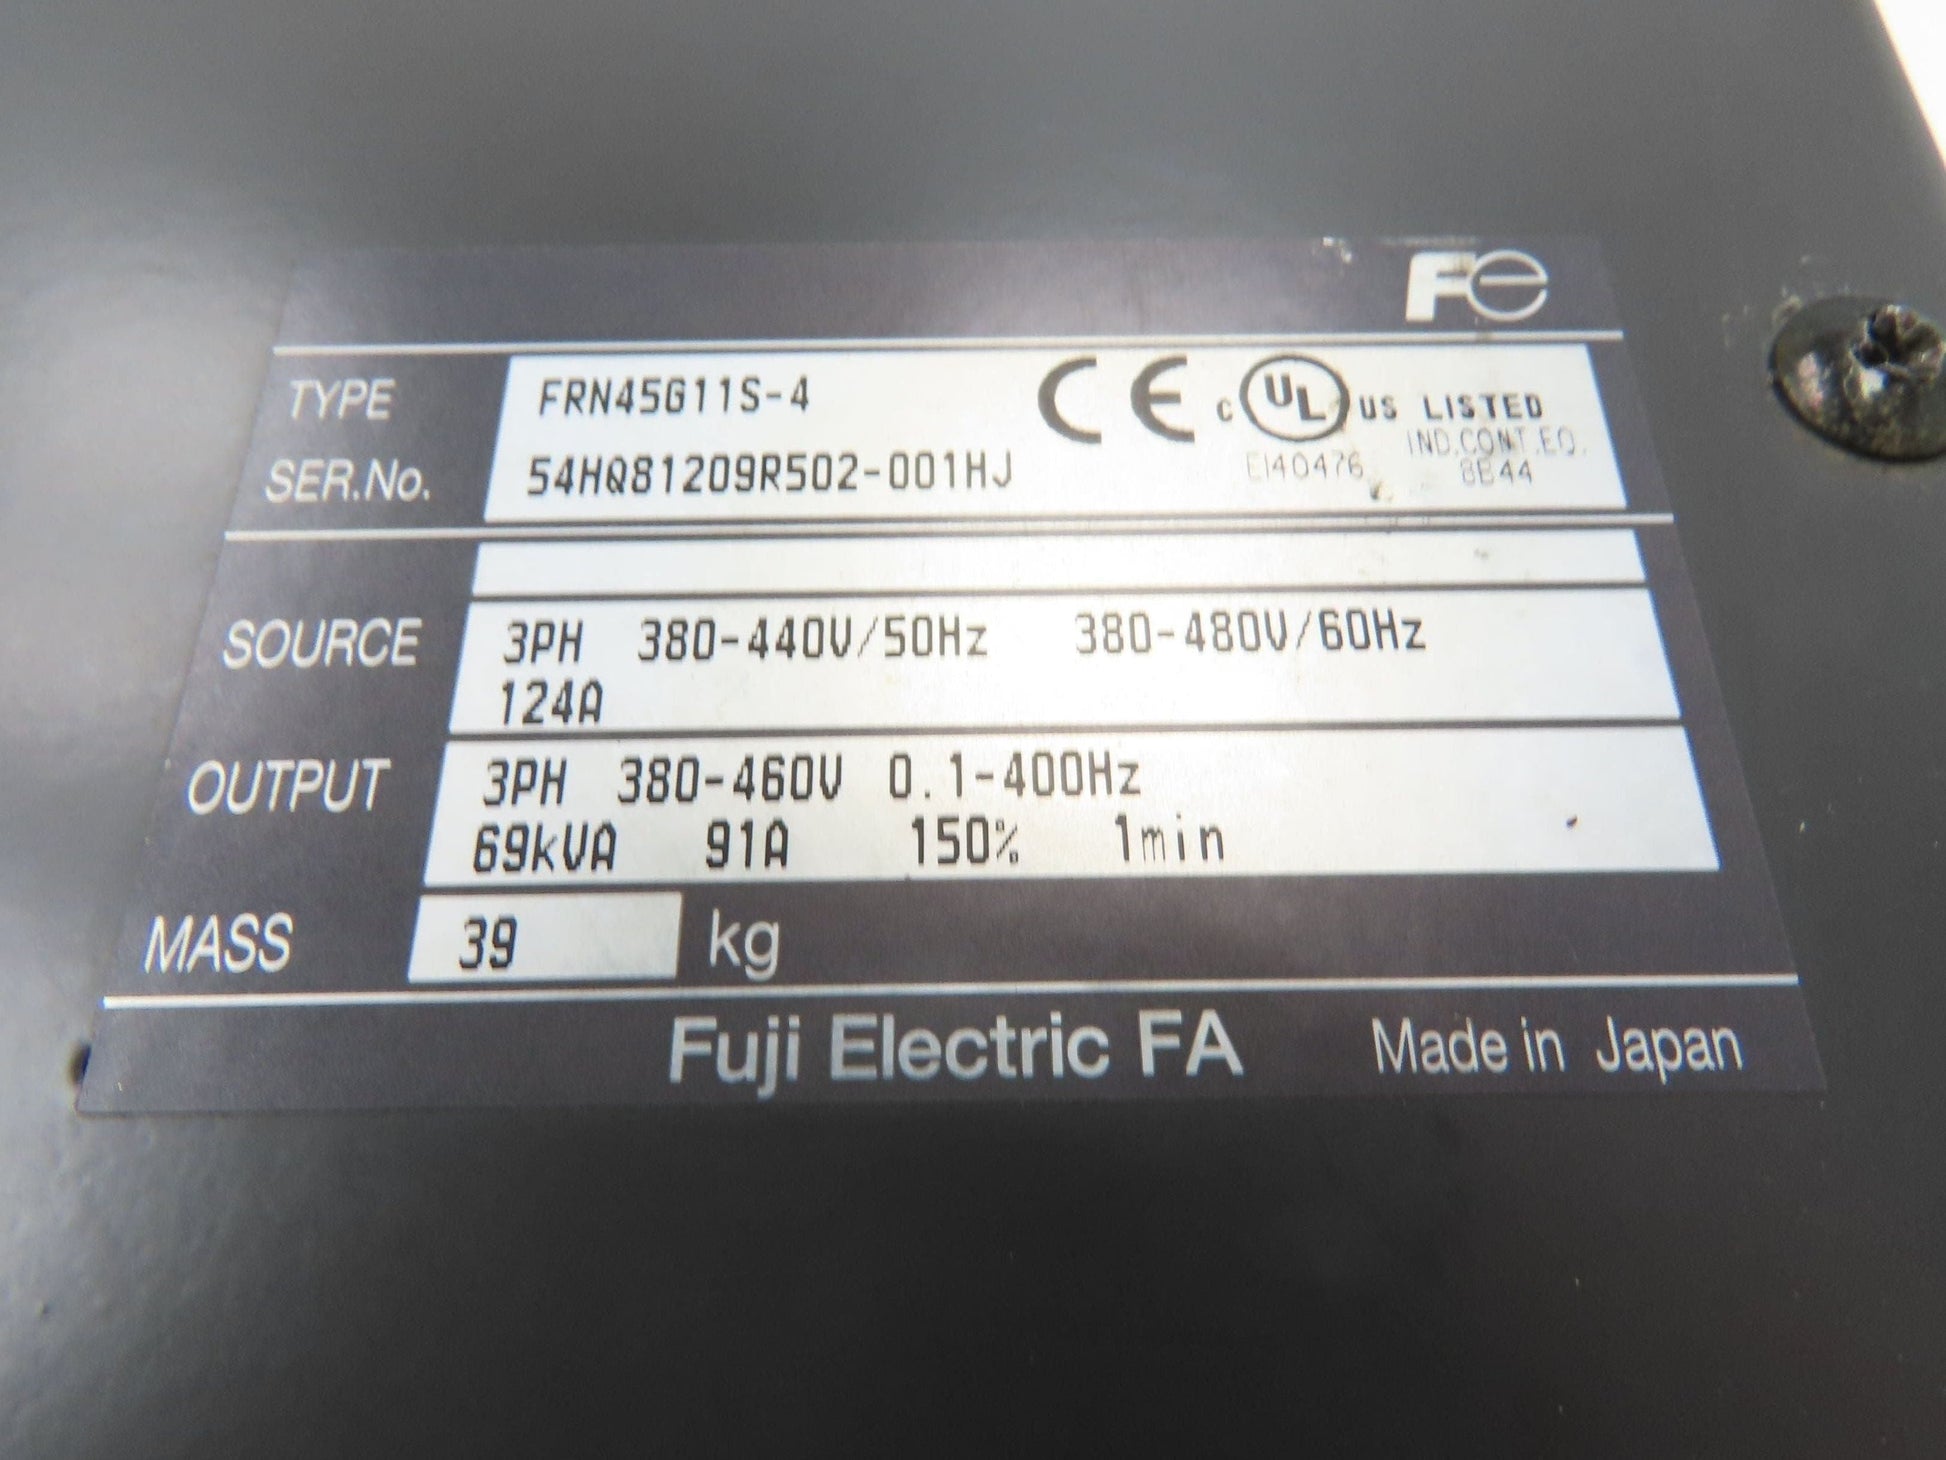 Fe
TYPE FRN45G11S-4 CE c UL US LISTED
IND.CONT.EQ.
SER.No. 54HQ81209R502-001HJ E140476 8B44
SOURCE 3PH 380-440V/50Hz 380-480V/60Hz
124A
OUTPUT 3PH 380-460V 0.1-400Hz
69kVA 91A 150% 1min
MASS 39 kg
Fuji Electric FA Made in Japan